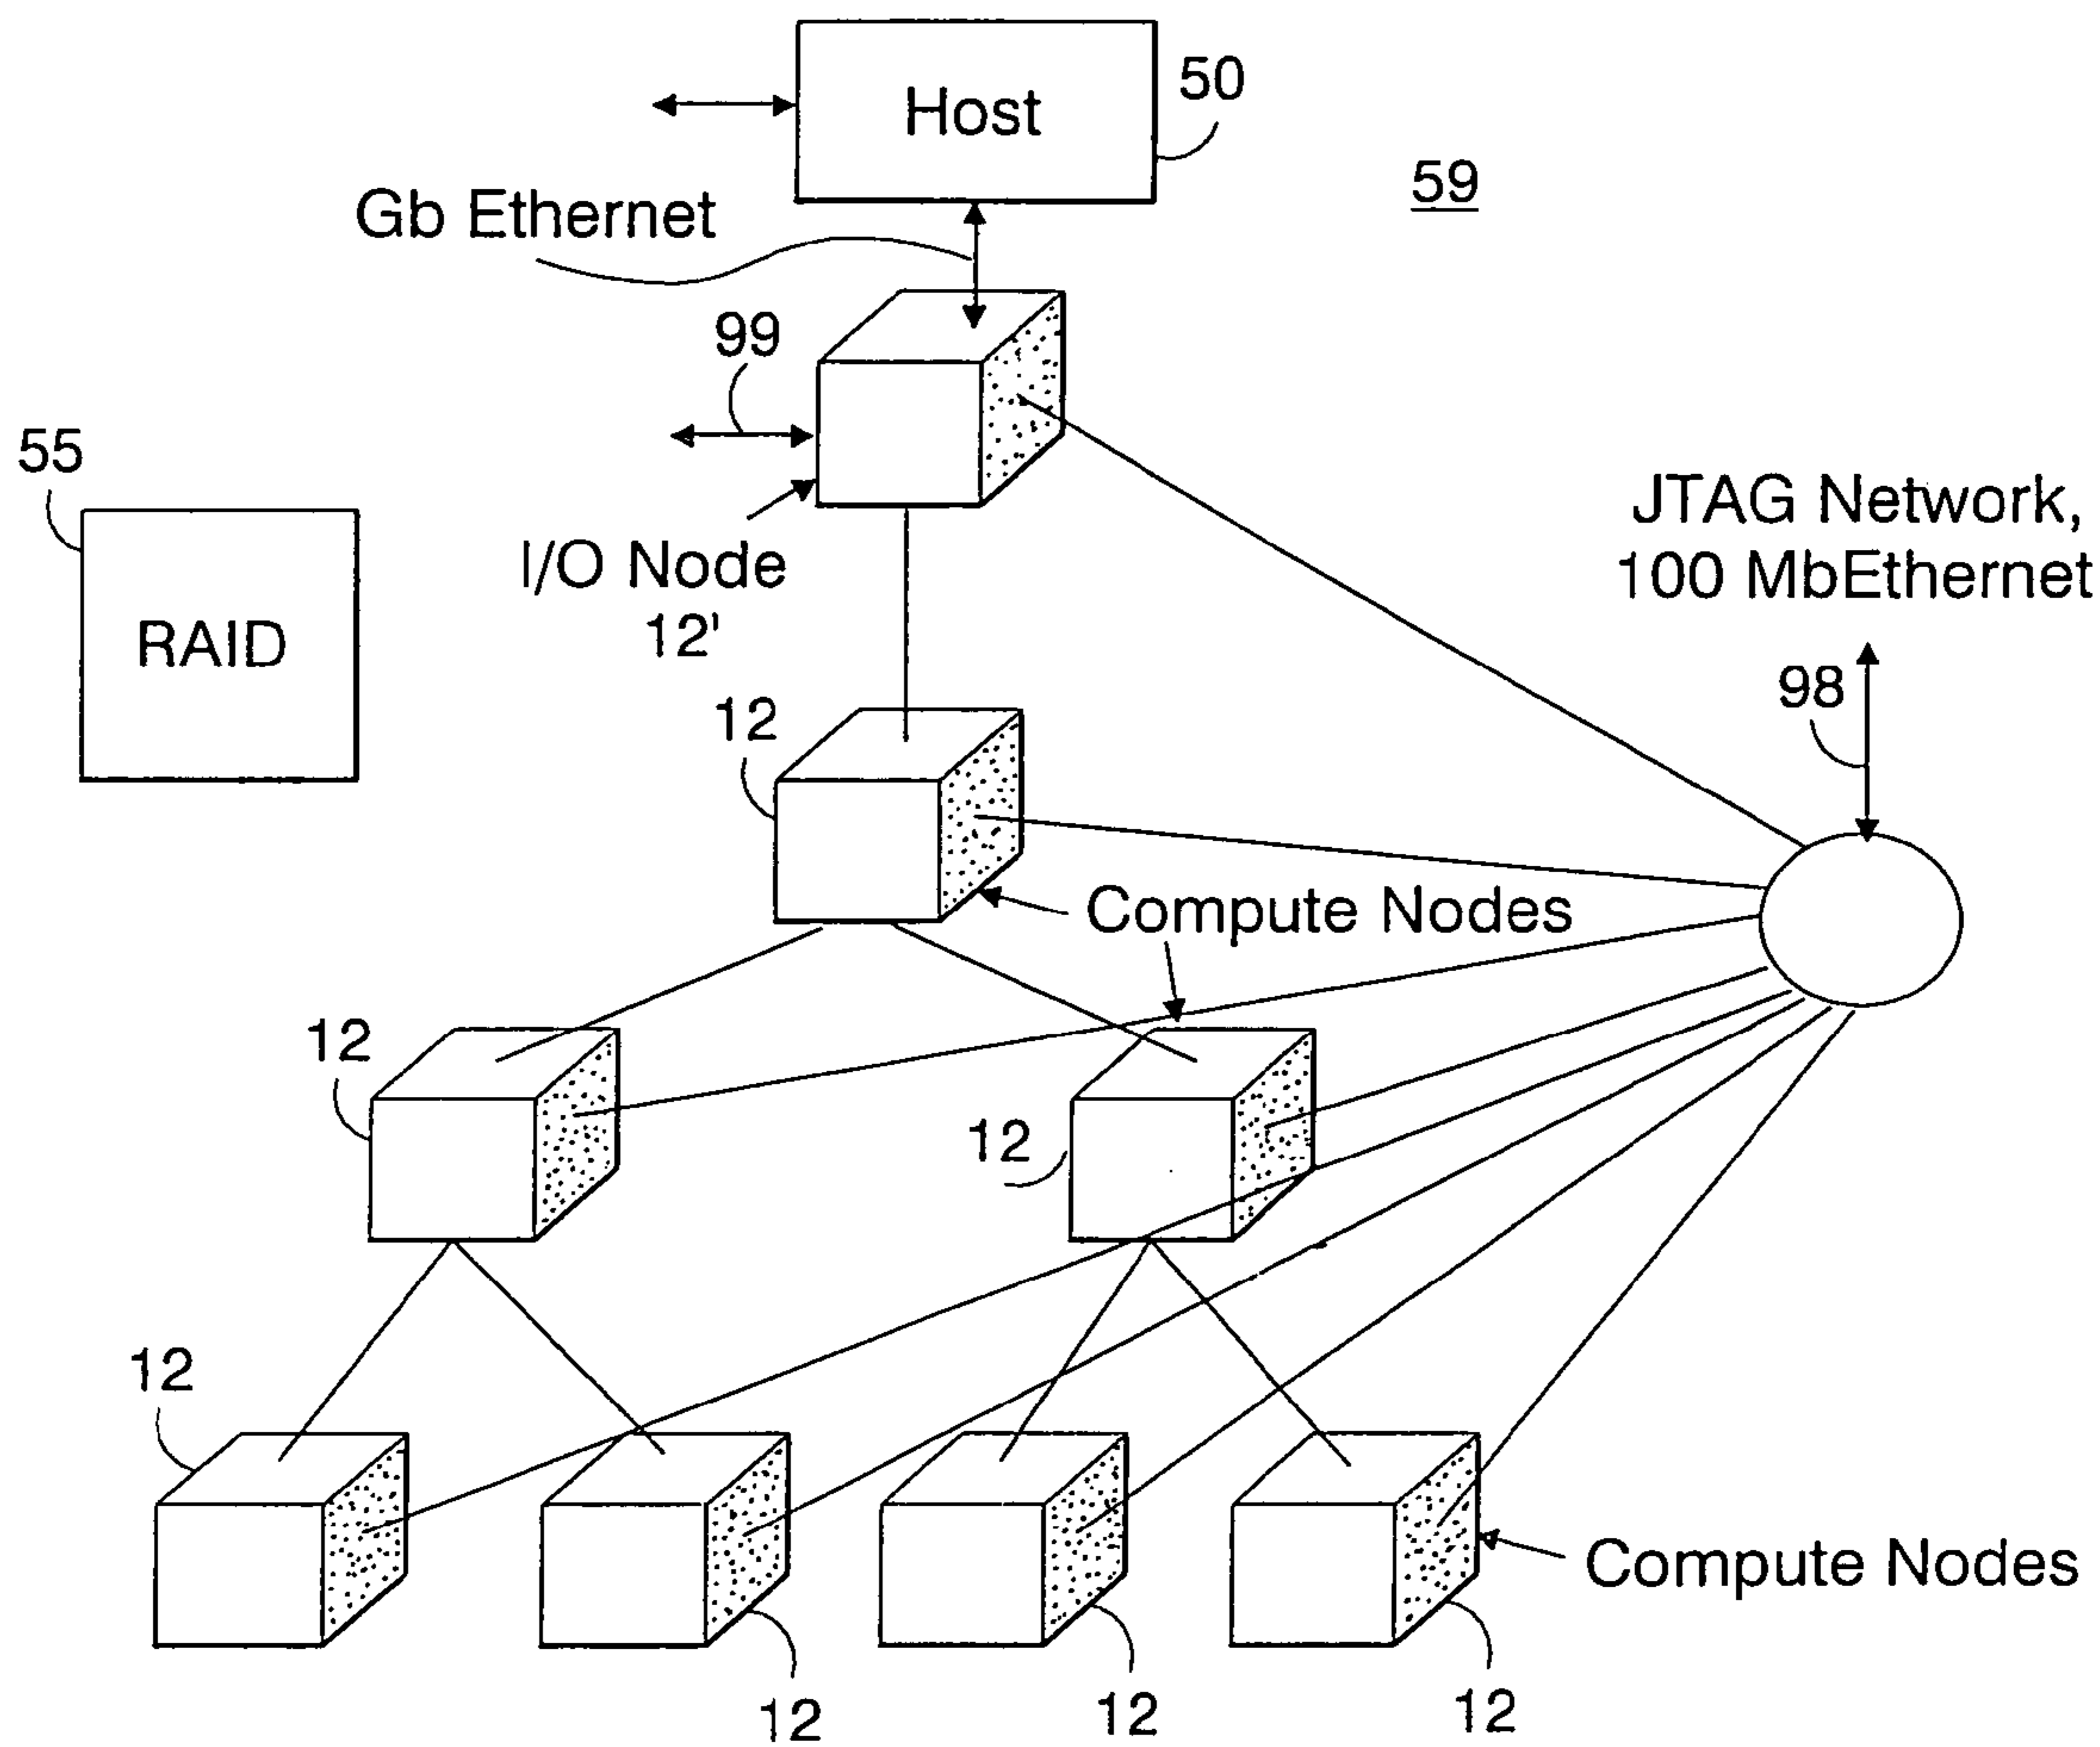 50
Host
59
Gb Ethernet
99
55
JTAG Network,
100 MbEthernet
I/O Node
12'
RAID
98
12
Compute Nodes
12
12
12
Compute Nodes
12
12
12